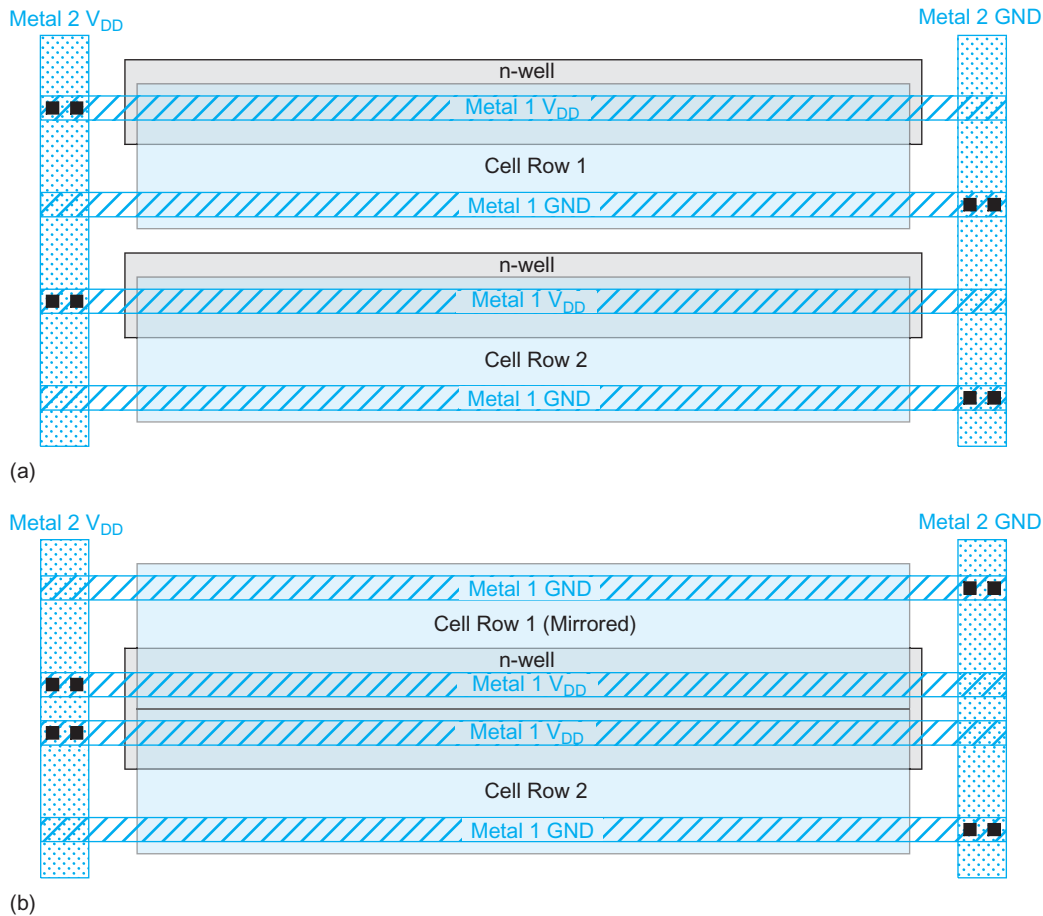 Metal 2 VDD
Metal 2 GND
n-well
Metal 1 VDD
Cell Row 1
Metal 1 GND
n-well
Metal 1 VDD
Cell Row 2
Metal 1 GND
(a)
Metal 2 VDD
Metal 2 GND
Metal 1 GND
Cell Row 1 (Mirrored)
n-well
Metal 1 VDD
Metal 1 VDD
Cell Row 2
Metal 1 GND
(b)